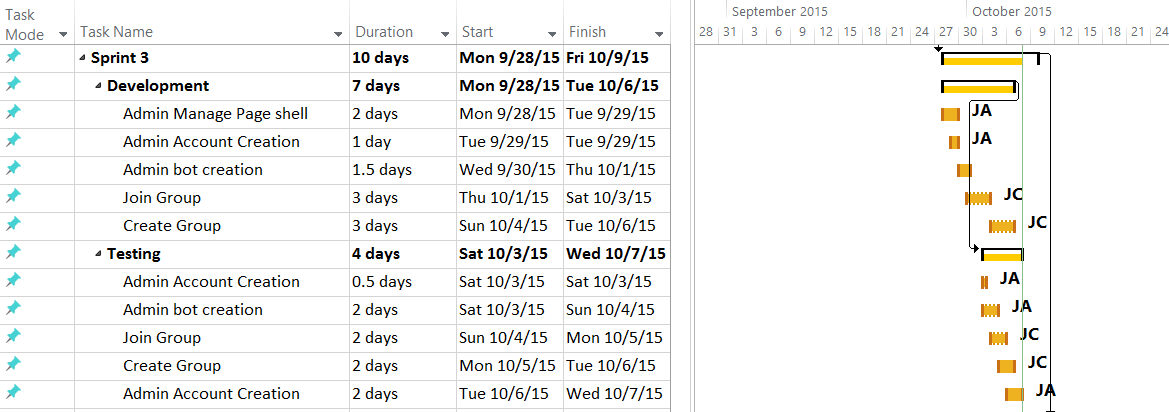 Task Mode Task Name Duration Start Finish
September 2015 October 2015
28 31 3 6 9 12 15 18 21 24 27 30 3 6 9 12 15 18 21 24
Sprint 3 10 days Mon 9/28/15 Fri 10/9/15
Development 7 days Mon 9/28/15 Tue 10/6/15
Admin Manage Page shell 2 days Mon 9/28/15 Tue 9/29/15 JA
Admin Account Creation 1 day Tue 9/29/15 Tue 9/29/15 JA
Admin bot creation 1.5 days Wed 9/30/15 Thu 10/1/15
Join Group 3 days Thu 10/1/15 Sat 10/3/15 JC
Create Group 3 days Sun 10/4/15 Tue 10/6/15 JC
Testing 4 days Sat 10/3/15 Wed 10/7/15
Admin Account Creation 0.5 days Sat 10/3/15 Sat 10/3/15 JA
Admin bot creation 2 days Sat 10/3/15 Sun 10/4/15 JA
Join Group 2 days Sun 10/4/15 Mon 10/5/15 JC
Create Group 2 days Mon 10/5/15 Tue 10/6/15 JC
Admin Account Creation 2 days Tue 10/6/15 Wed 10/7/15 JA